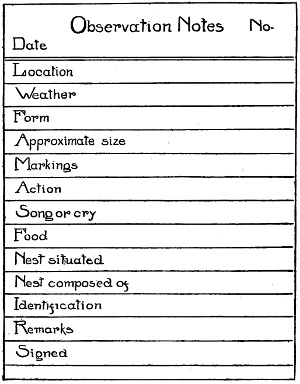 Observation Notes No.
Date
Location
Weather
Form
Approximate size
Markings
Action
Song or cry
Food
Nest situated
Nest composed of
Identification
Remarks
Signed